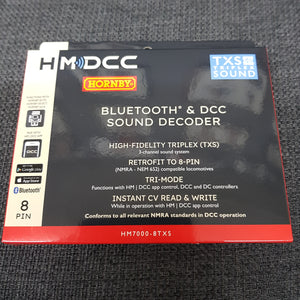 HM DCC
HORNBY®
TXS
TRIPLEX
SOUND
BLUETOOTH® & DCC
SOUND DECODER
HIGH-FIDELITY TRIPLEX (TXS)
3-channel sound system
RETROFIT TO 8-PIN
(NMRA - NEM 652) compatible locomotives
TRI-MODE
Functions with HM | DCC app control, DCC and DC controllers
INSTANT CV READ & WRITE
While in operation with HM | DCC app control
Conforms to all relevant NMRA standards in DCC operation
Google Play
App Store
Bluetooth®
8
PIN
HM7000-8TXS